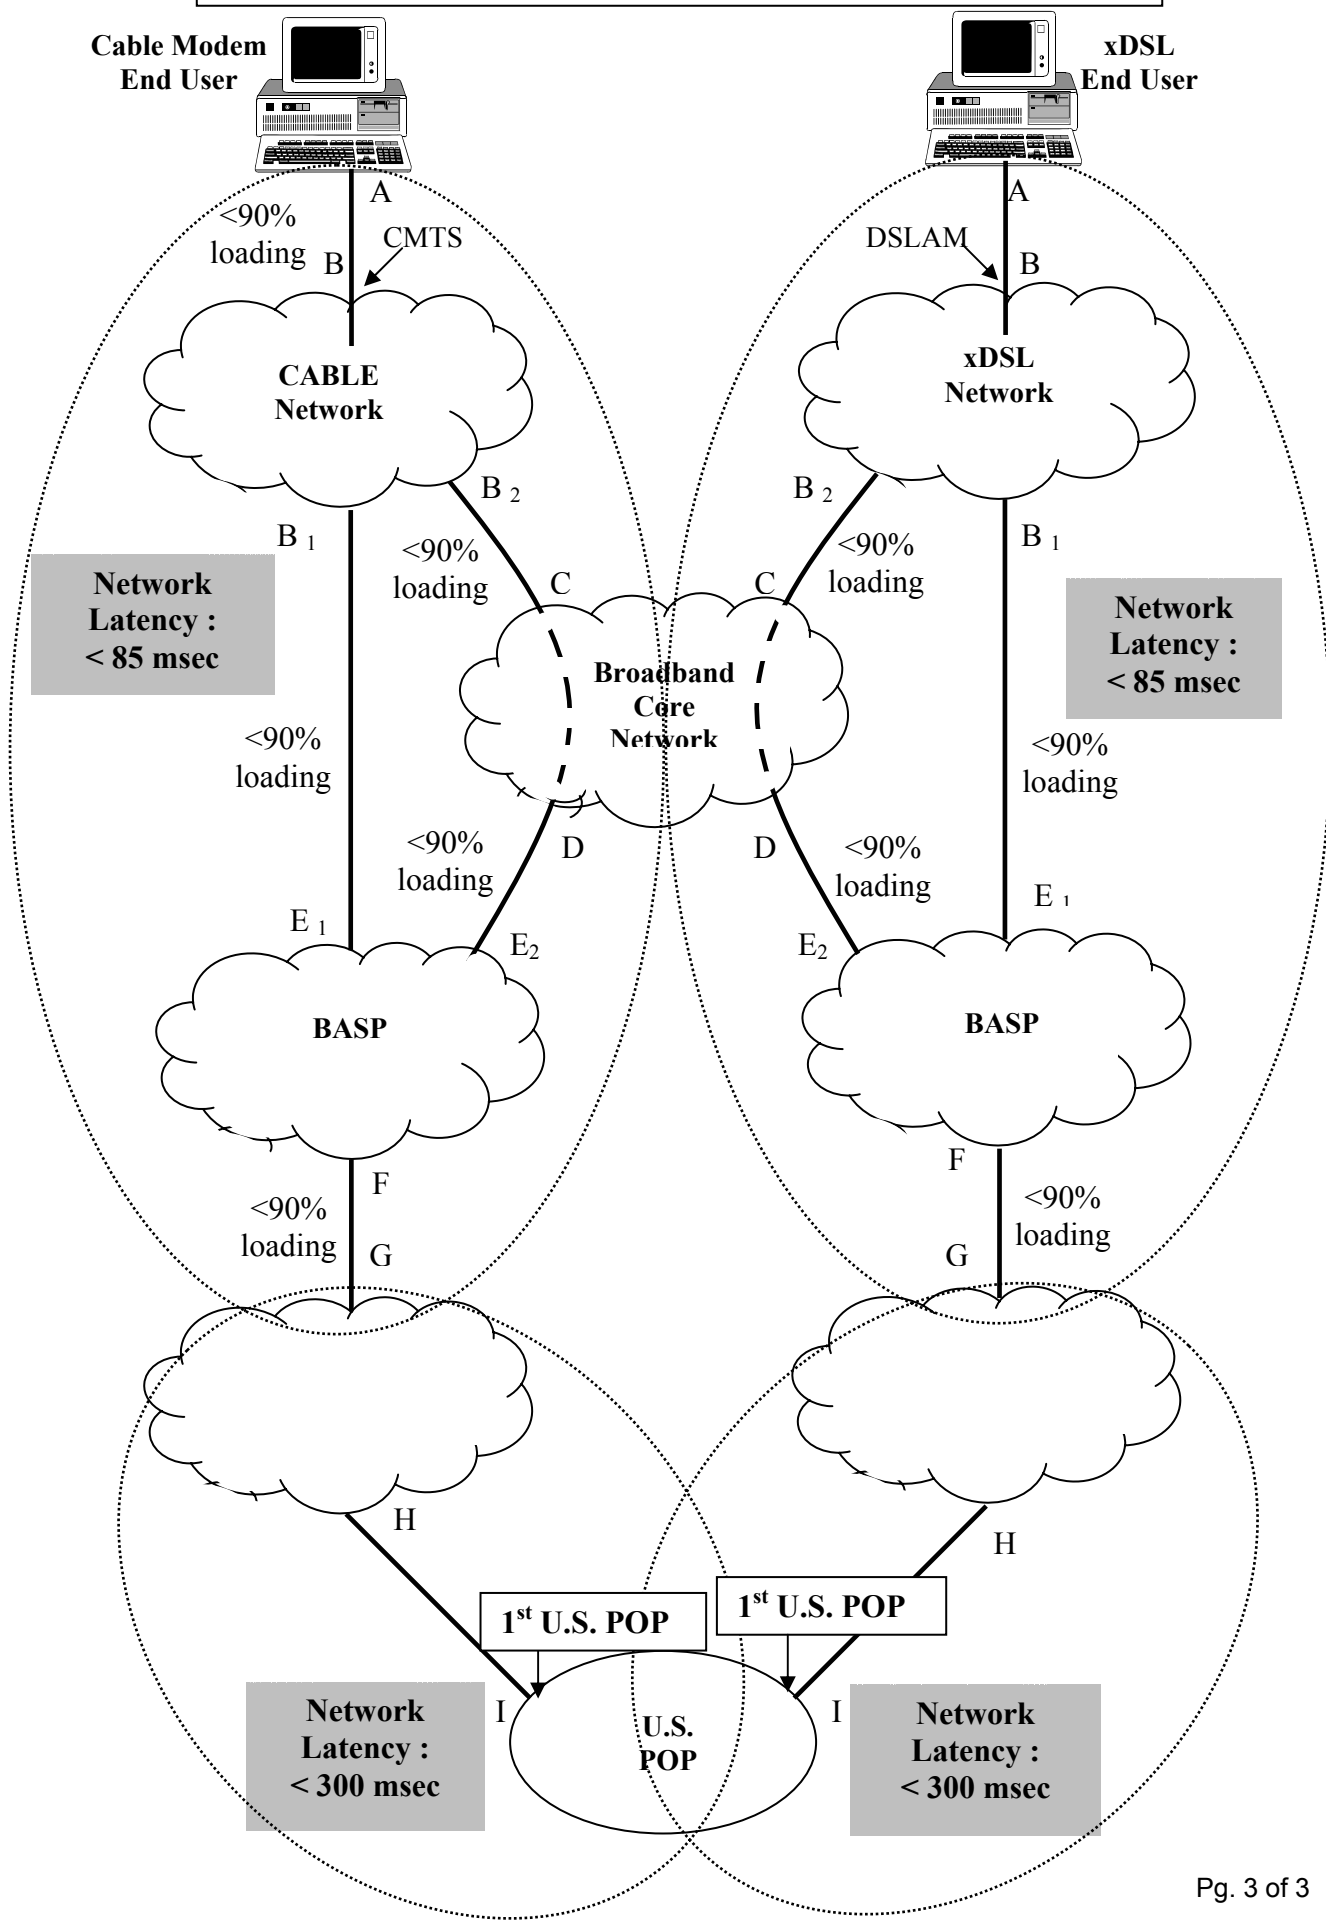 Cable Modem
End User
xDSL
End User
A
A
<90%
loading
CMTS
DSLAM
B
B
CABLE
Network
xDSL
Network
B 2
B 2
B 1
B 1
<90%
loading
<90%
loading
Network
Latency :
< 85 msec
C
C
Network
Latency :
< 85 msec
Broadband
Core
Network
<90%
loading
<90%
loading
<90%
loading
D
D
<90%
loading
E 1
E2
E2
E 1
BASP
BASP
F
F
<90%
loading
<90%
loading
G
G
H
H
1st U.S. POP
1st U.S. POP
I
I
U.S.
POP
Network
Latency :
< 300 msec
Network
Latency :
< 300 msec
Pg. 3 of 3